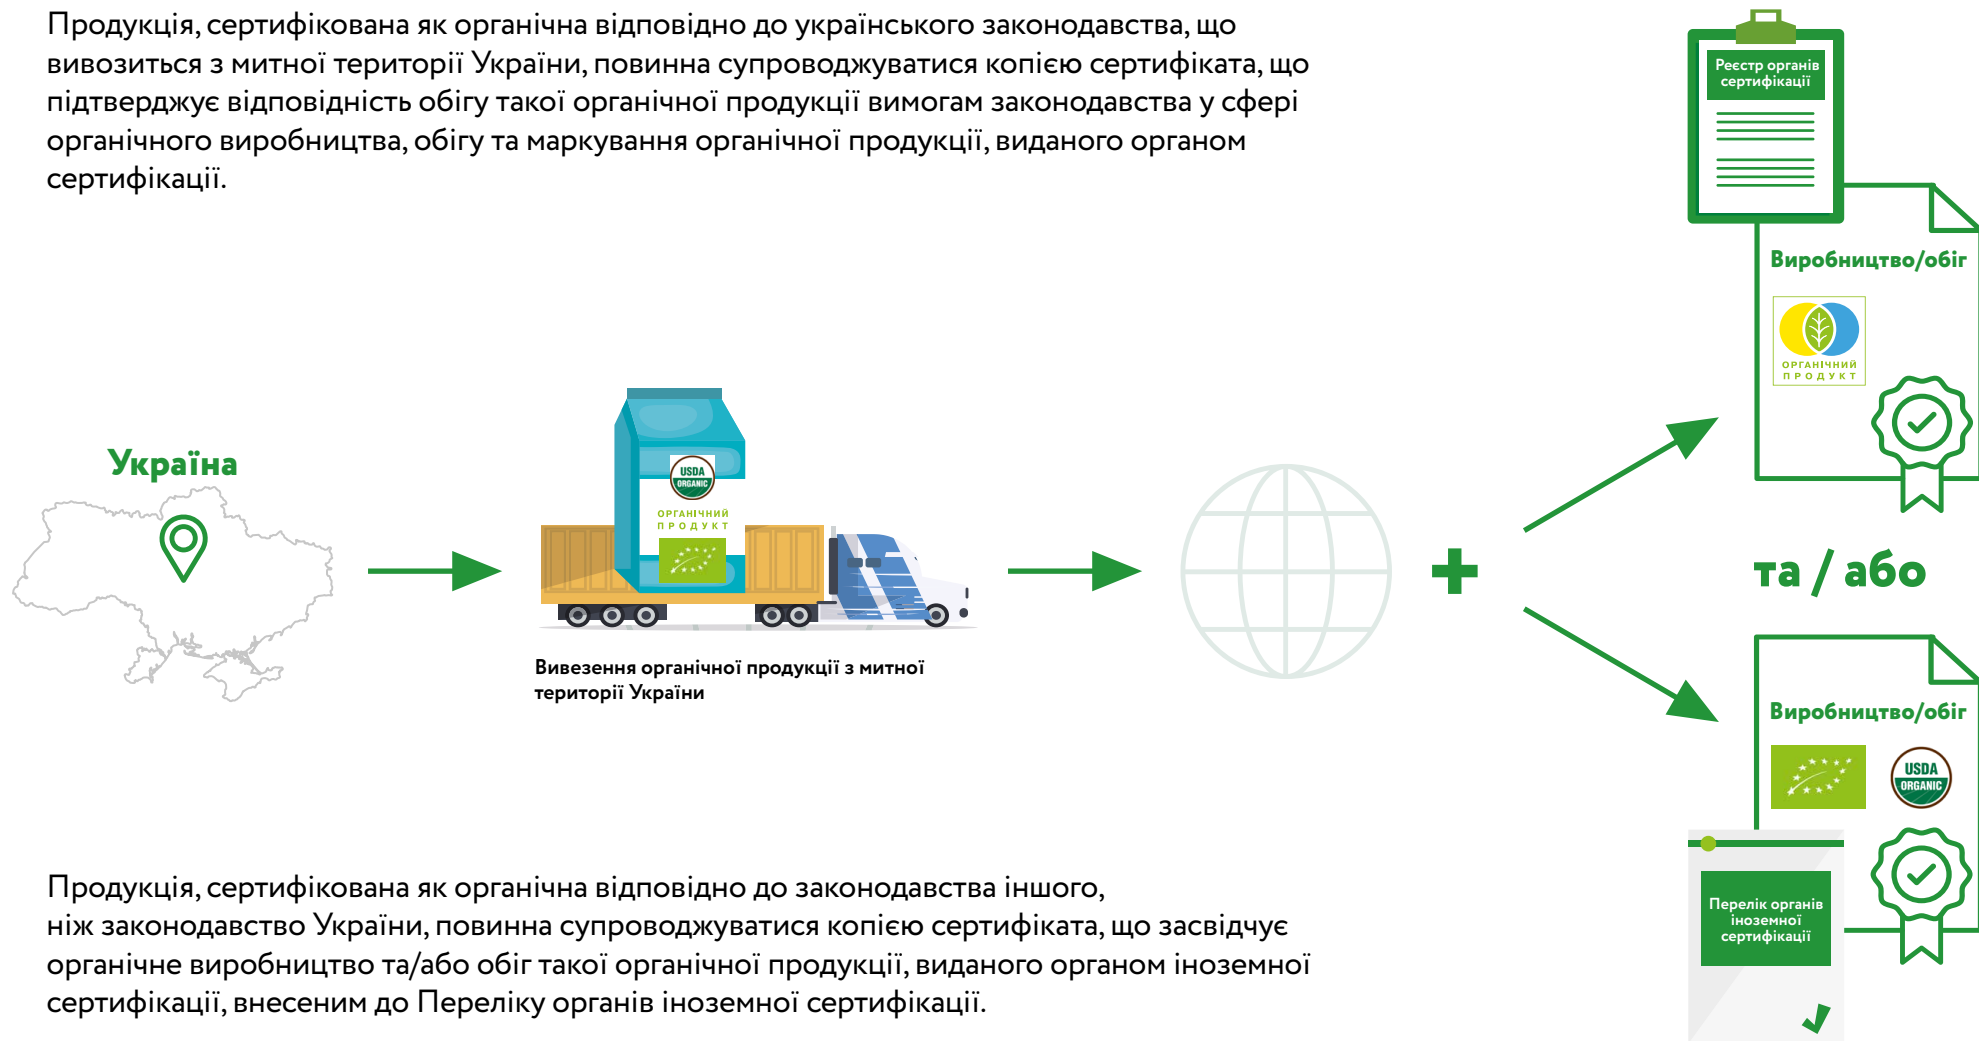 Продукція, сертифікована як органічна відповідно до українського законодавства, що
вивозиться з митної території України, повинна супроводжуватися копією сертифіката, що
підтверджує відповідність обігу такої органічної продукції вимогам законодавства у сфері
органічного виробництва, обігу та маркування органічної продукції, виданого органом
сертифікації.
Реєстр органів
сертифікації
Виробництво/обіг
ОРГАНІЧНИЙ
ПРОДУКТ
Україна
USDA
ORGANIC
ОРГАНІЧНИЙ
ПРОДУКТ
Вивезення органічної продукції з митної
території України
+
та / або
Виробництво/обіг
USDA
ORGANIC
Перелік органів
іноземної
сертифікації
Продукція, сертифікована як органічна відповідно до законодавства іншого,
ніж законодавство України, повинна супроводжуватися копією сертифіката, що засвідчує
органічне виробництво та/або обіг такої органічної продукції, виданого органом іноземної
сертифікації, внесеним до Переліку органів іноземної сертифікації.